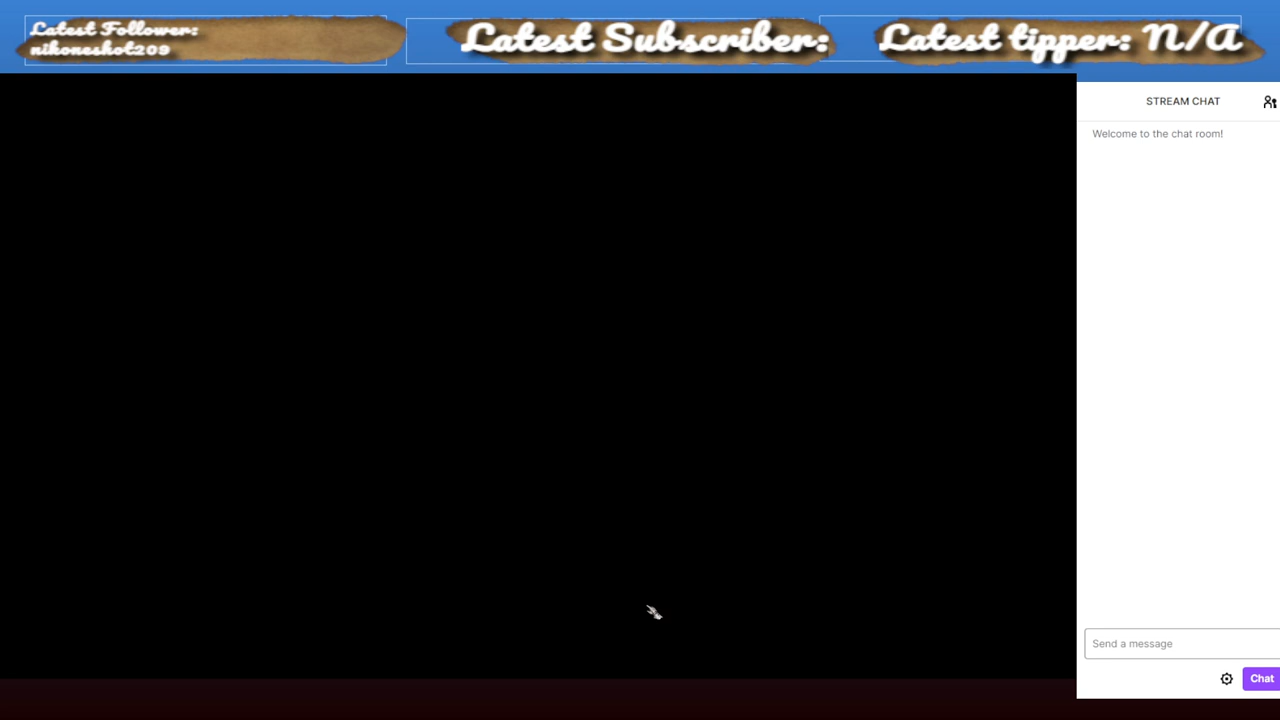 Latest Follower:
nikoneshot209
Latest Subscriber:
Latest tipper: N/A
STREAM CHAT
Welcome to the chat room!
Send a message
Chat